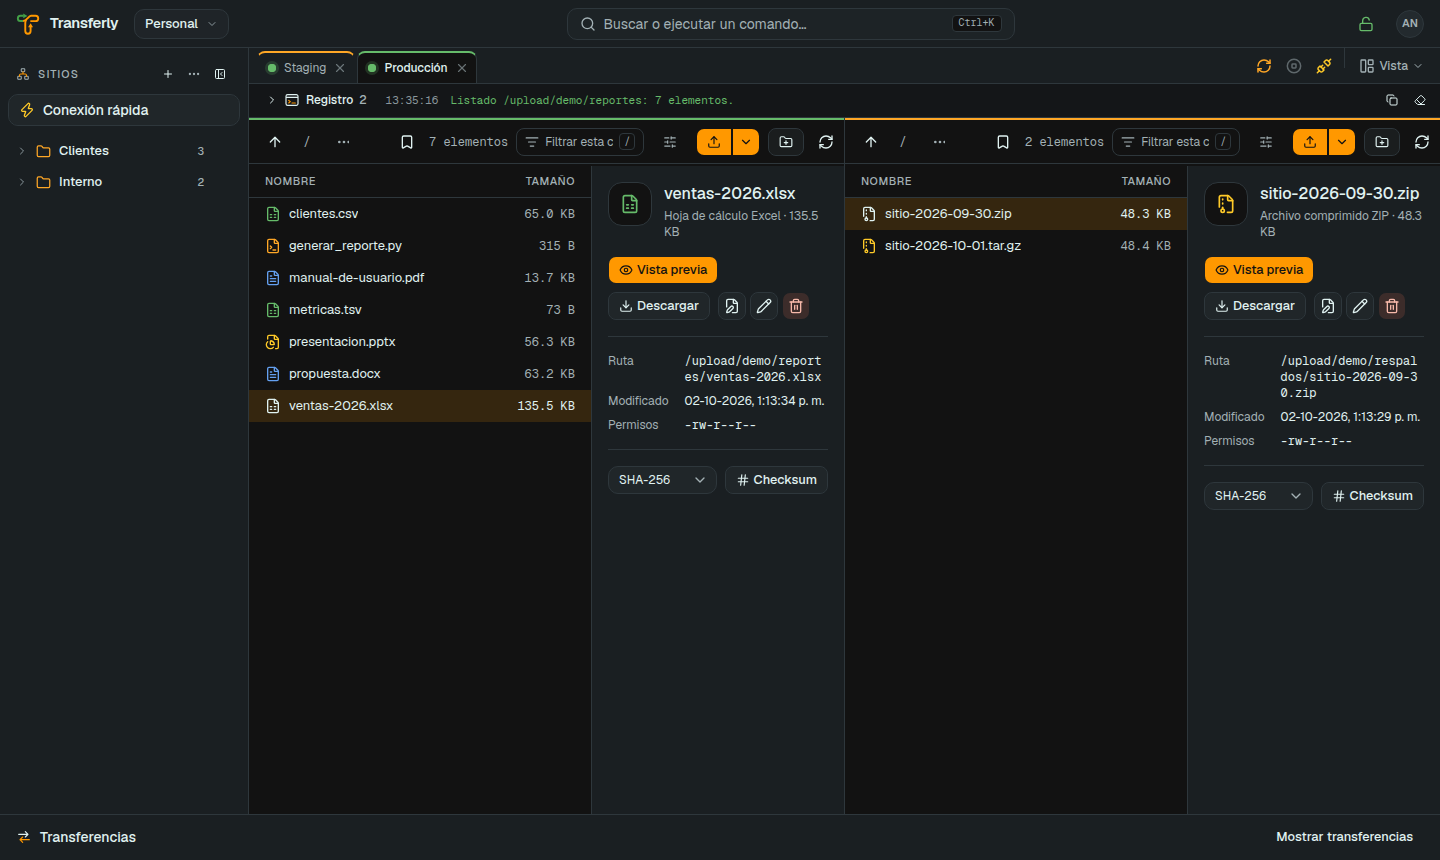 Transferly
Personal
Buscar o ejecutar un comando…
Ctrl+K
AN
SITIOS
Conexión rápida
Clientes 3
Interno 2
Staging
Producción
Vista
Registro 2 13:35:16 Listado /upload/demo/reportes: 7 elementos.
/ ··· 7 elementos Filtrar esta c /
NOMBRE TAMAÑO
clientes.csv 65.0 KB
generar_reporte.py 315 B
manual-de-usuario.pdf 13.7 KB
metricas.tsv 73 B
presentacion.pptx 56.3 KB
propuesta.docx 63.2 KB
ventas-2026.xlsx 135.5 KB
ventas-2026.xlsx
Hoja de cálculo Excel · 135.5
KB
Vista previa
Descargar
Ruta /upload/demo/report
es/ventas-2026.xlsx
Modificado 02-10-2026, 1:13:34 p. m.
Permisos -rw-r--r--
SHA-256
# Checksum
/ ··· 2 elementos Filtrar esta c /
NOMBRE TAMAÑO
sitio-2026-09-30.zip 48.3 KB
sitio-2026-10-01.tar.gz 48.4 KB
sitio-2026-09-30.zip
Archivo comprimido ZIP · 48.3
KB
Vista previa
Descargar
Ruta /upload/demo/respal
dos/sitio-2026-09-3
0.zip
Modificado 02-10-2026, 1:13:29 p. m.
Permisos -rw-r--r--
SHA-256
# Checksum
Transferencias
Mostrar transferencias